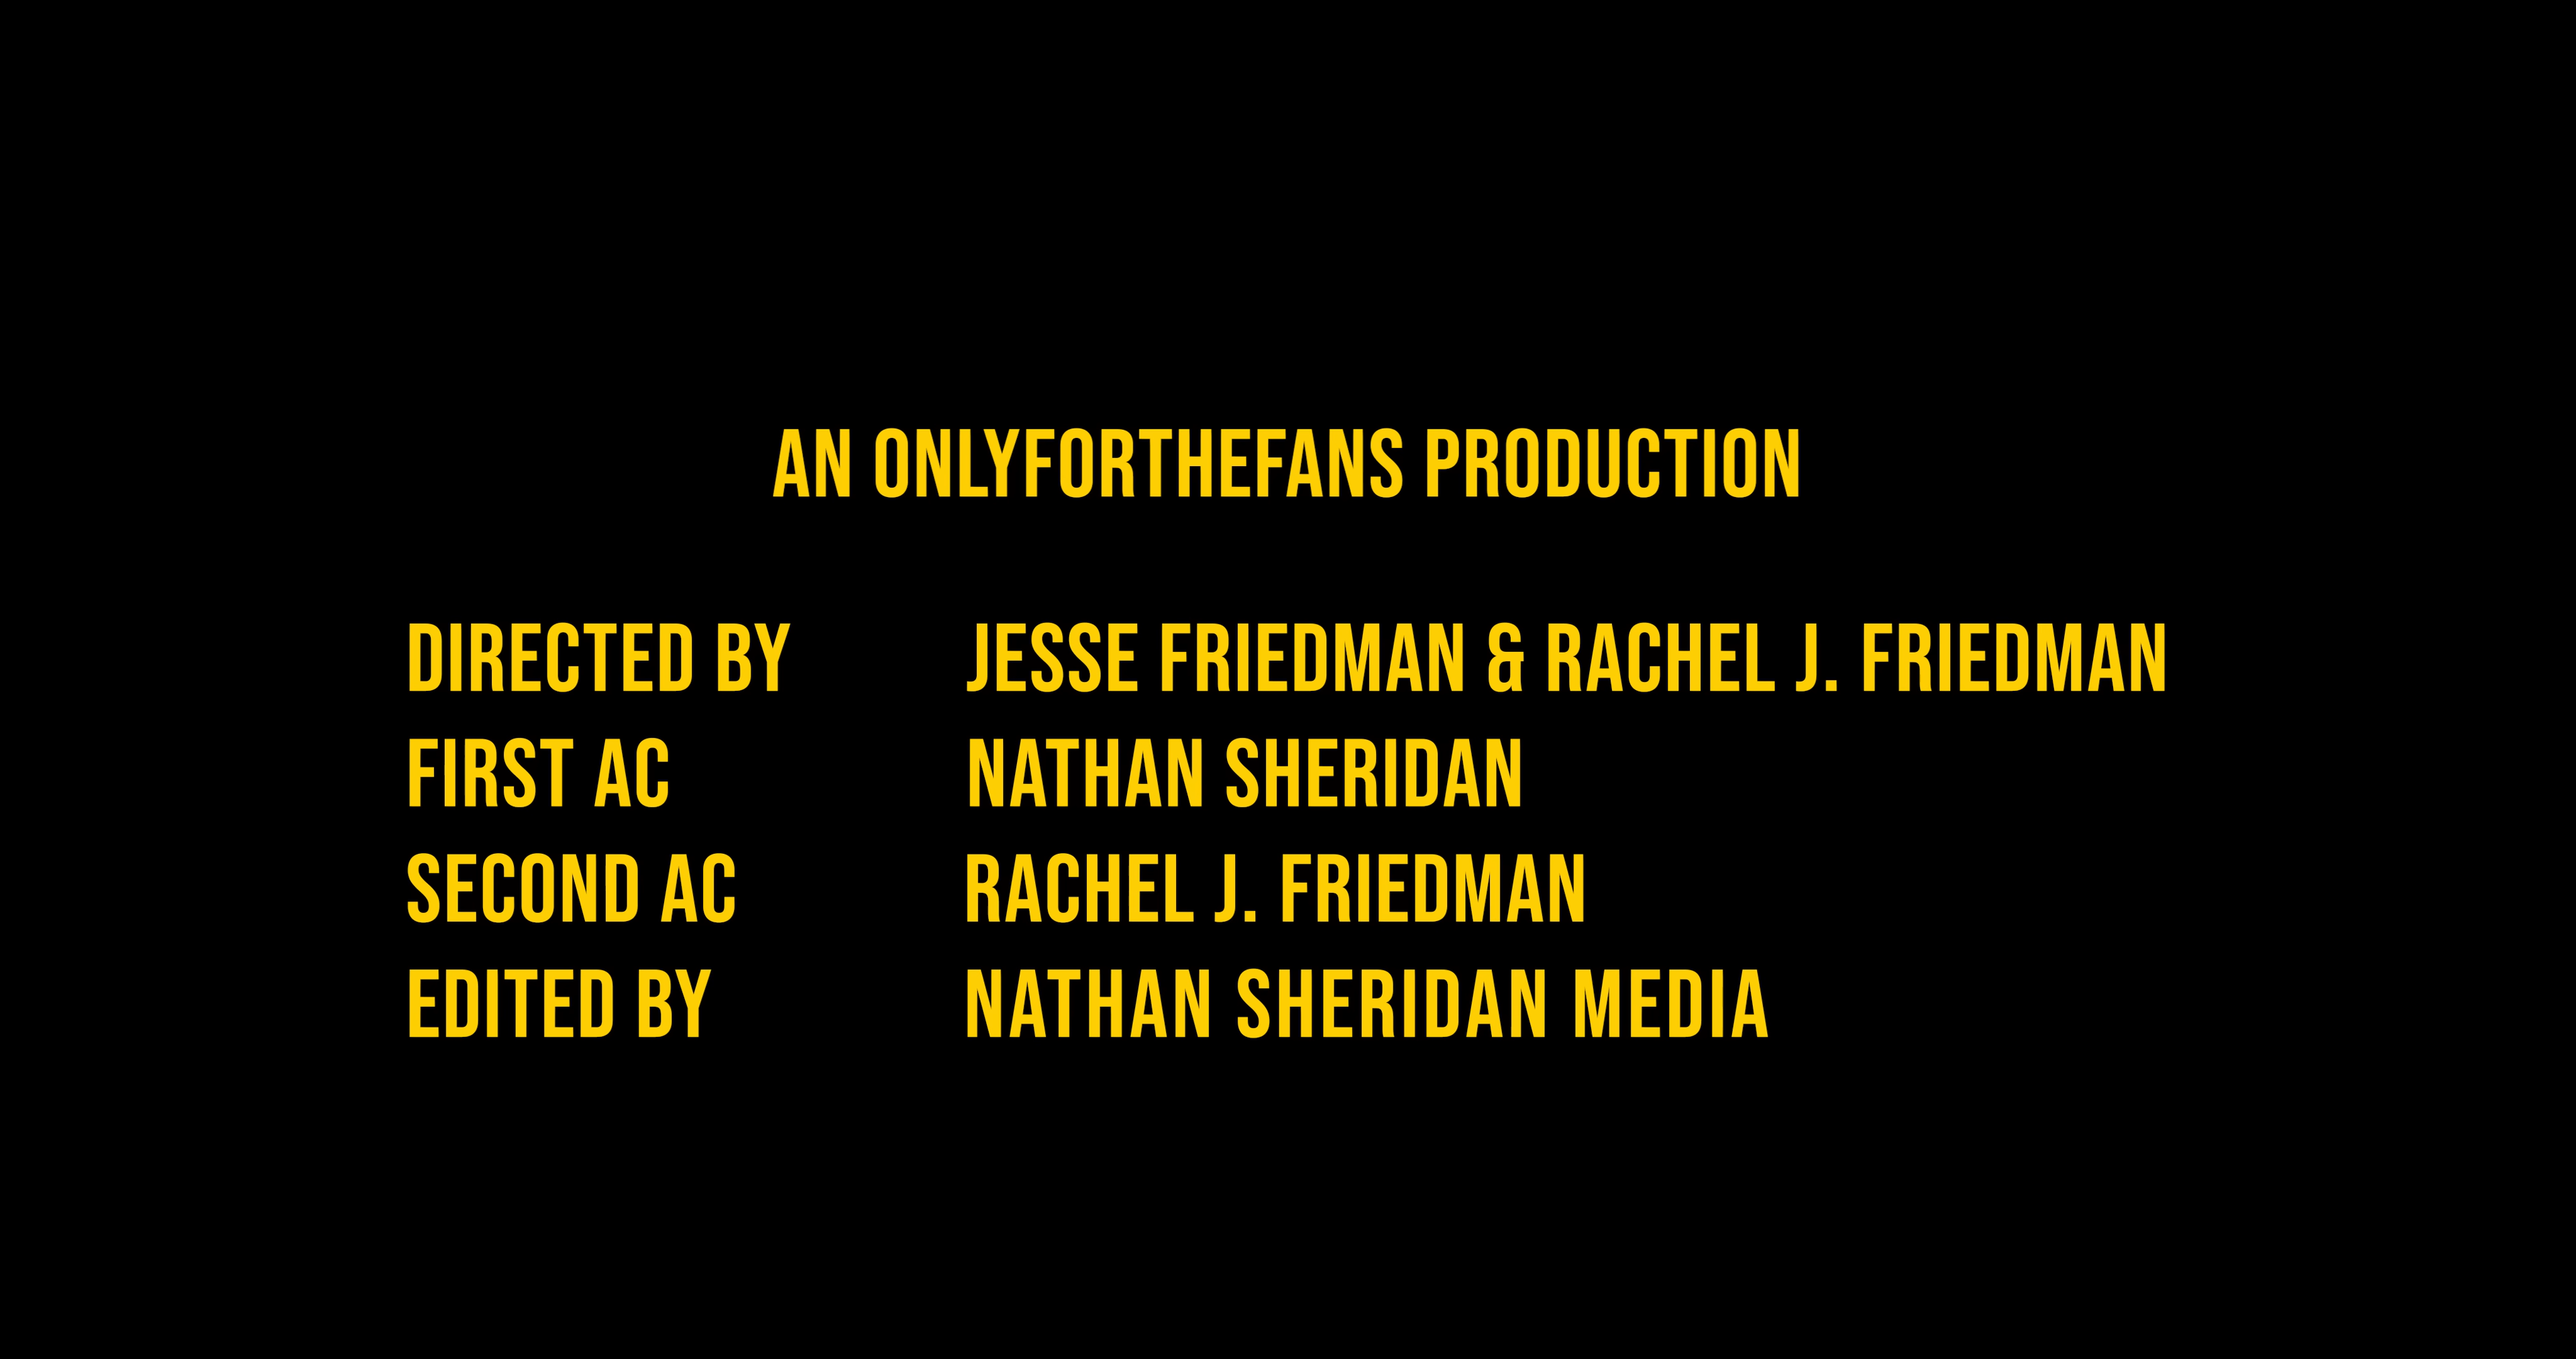 AN ONLYFORTHEFANS PRODUCTION
DIRECTED BY JESSE FRIEDMAN & RACHEL J. FRIEDMAN
FIRST AC NATHAN SHERIDAN
SECOND AC RACHEL J. FRIEDMAN
EDITED BY NATHAN SHERIDAN MEDIA